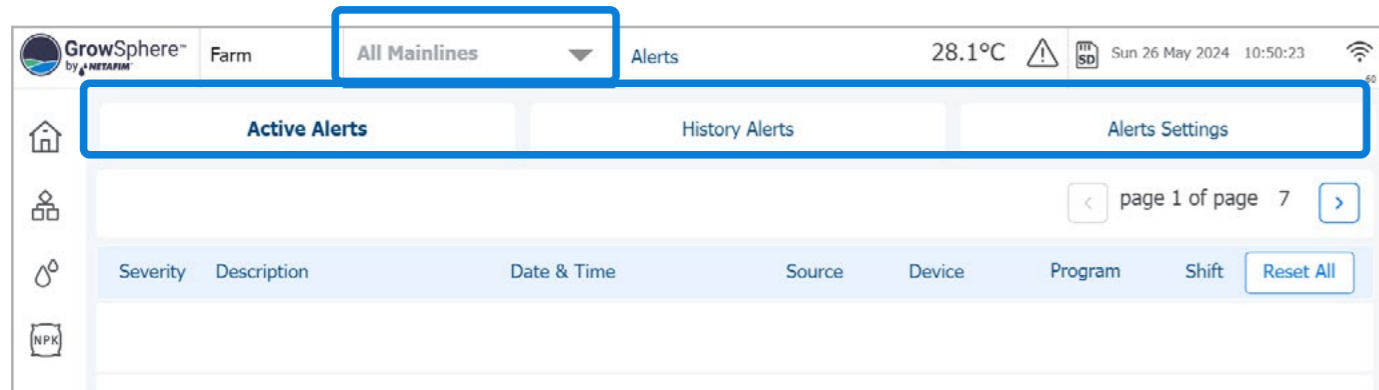 GrowSphere™
by NETAFIM™
Farm
All Mainlines
Alerts
28.1°C
SD
Sun 26 May 2024 10:50:23
60
Active Alerts
History Alerts
Alerts Settings
< page 1 of page 7 >
Severity Description Date & Time Source Device Program Shift Reset All
NPK